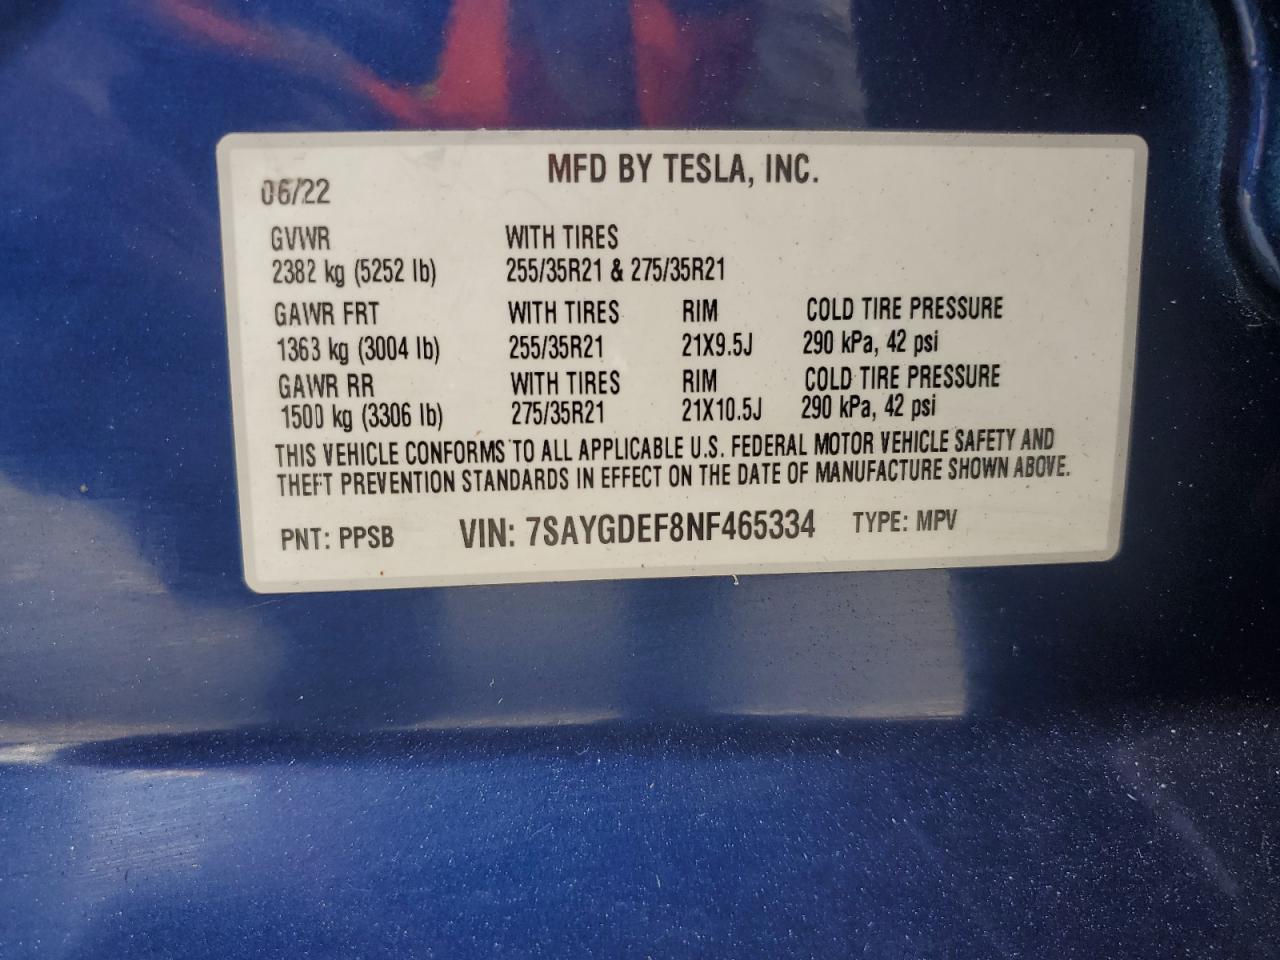 MFD BY TESLA, INC.
06/22
GVWR WITH TIRES
2382 kg (5252 lb) 255/35R21 & 275/35R21
GAWR FRT WITH TIRES RIM COLD TIRE PRESSURE
1363 kg (3004 lb) 255/35R21 21X9.5J 290 kPa, 42 psi
GAWR RR WITH TIRES RIM COLD TIRE PRESSURE
1500 kg (3306 lb) 275/35R21 21X10.5J 290 kPa, 42 psi
THIS VEHICLE CONFORMS TO ALL APPLICABLE U.S. FEDERAL MOTOR VEHICLE SAFETY AND
THEFT PREVENTION STANDARDS IN EFFECT ON THE DATE OF MANUFACTURE SHOWN ABOVE.
PNT: PPSB VIN: 7SAYGDEF8NF465334 TYPE: MPV